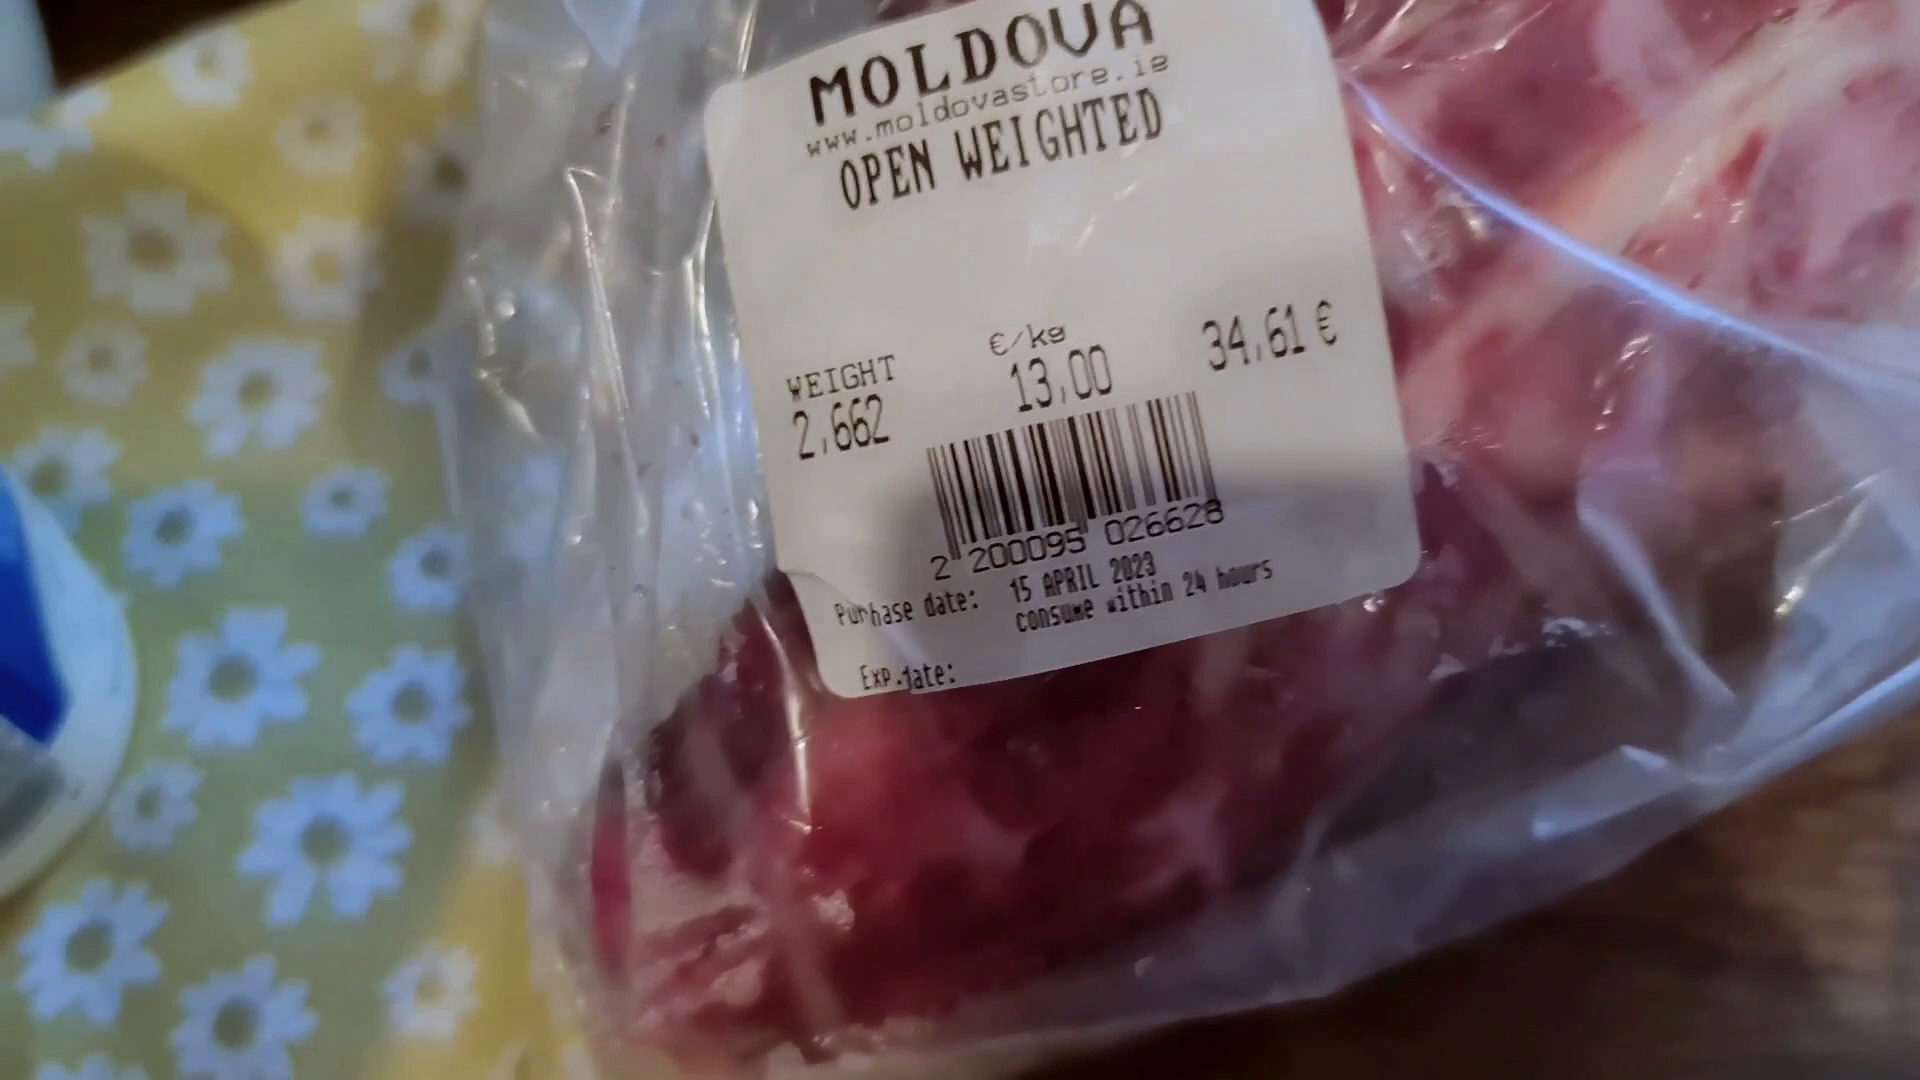 MOLDOVA
www.moldovastore.ie
OPEN WEIGHTED
€/kg
WEIGHT 13,00 34,61 €
2,662
2 200095 026628
Purhase date: 15 APRIL 2023
consume within 24 hours
Exp.date: